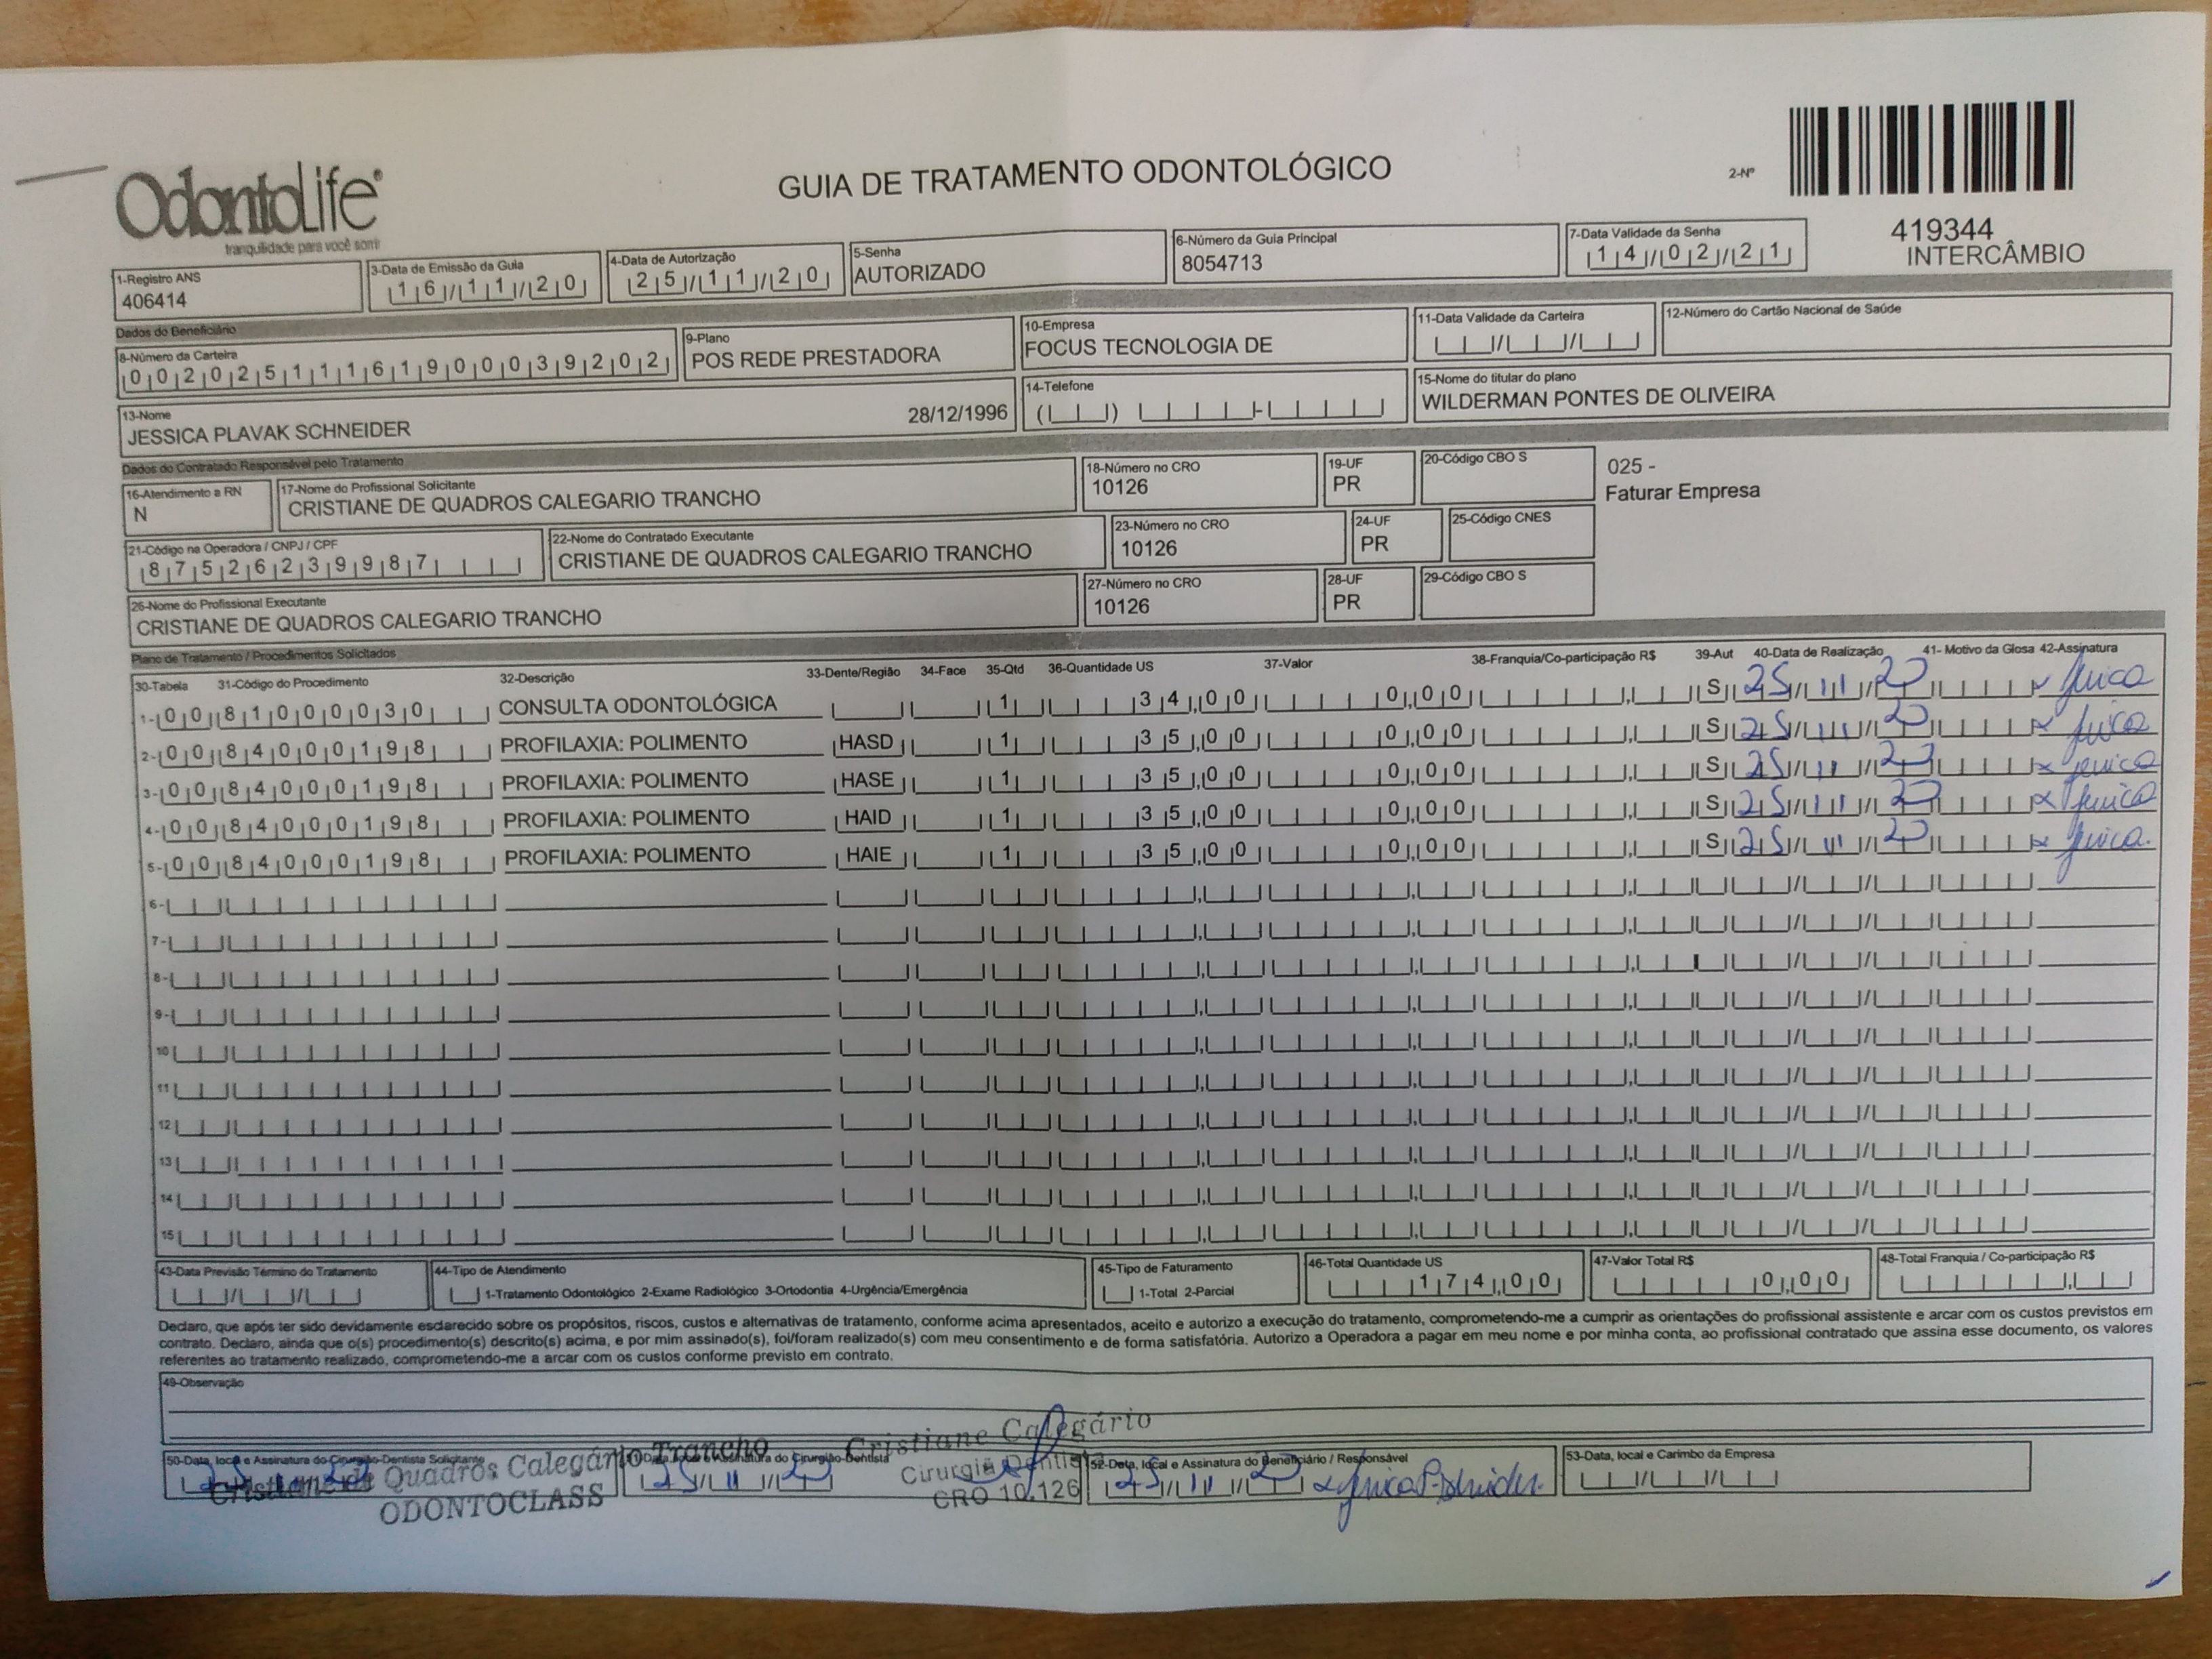 OdontoLife®
tranquilidade para você sorrir
GUIA DE TRATAMENTO ODONTOLÓGICO
2-Nº
419344
INTERCÂMBIO
1-Registro ANS
406414
3-Data de Emissão da Guia
16/11/20
4-Data de Autorização
25/11/20
5-Senha
AUTORIZADO
6-Número da Guia Principal
8054713
7-Data Validade da Senha
14/02/21
Dados do Beneficiário
8-Número da Carteira
00202511161900039202
9-Plano
POS REDE PRESTADORA
10-Empresa
FOCUS TECNOLOGIA DE
11-Data Validade da Carteira
12-Número do Cartão Nacional de Saúde
13-Nome
JESSICA PLAVAK SCHNEIDER 28/12/1996
14-Telefone
15-Nome do titular do plano
WILDERMAN PONTES DE OLIVEIRA
Dados do Contratado Responsável pelo Tratamento
16-Atendimento a RN
N
17-Nome do Profissional Solicitante
CRISTIANE DE QUADROS CALEGARIO TRANCHO
18-Número no CRO
10126
19-UF
PR
20-Código CBO S
025 -
Faturar Empresa
21-Código na Operadora / CNPJ / CPF
87526239987
22-Nome do Contratado Executante
CRISTIANE DE QUADROS CALEGARIO TRANCHO
23-Número no CRO
10126
24-UF
PR
25-Código CNES
26-Nome do Profissional Executante
CRISTIANE DE QUADROS CALEGARIO TRANCHO
27-Número no CRO
10126
28-UF
PR
29-Código CBO S
Plano de Tratamento / Procedimentos Solicitados
30-Tabela 31-Código do Procedimento 32-Descrição 33-Dente/Região 34-Face 35-Qtd 36-Quantidade US 37-Valor 38-Franquia/Co-participação R$ 39-Aut 40-Data de Realização 41- Motivo da Glosa 42-Assinatura
1- 00 81000030 CONSULTA ODONTOLÓGICA 1 34,00 0,00 S 25/11/20
2- 00 84000198 PROFILAXIA: POLIMENTO HASD 1 35,00 0,00 S 25/11/20
3- 00 84000198 PROFILAXIA: POLIMENTO HASE 1 35,00 0,00 S 25/11/20
4- 00 84000198 PROFILAXIA: POLIMENTO HAID 1 35,00 0,00 S 25/11/20
5- 00 84000198 PROFILAXIA: POLIMENTO HAIE 1 35,00 0,00 S 25/11/20
6-
7-
8-
9-
10
11
12
13
14
15
43-Data Previsão Término do Tratamento
44-Tipo de Atendimento
1-Tratamento Odontológico 2-Exame Radiológico 3-Ortodontia 4-Urgência/Emergência
45-Tipo de Faturamento
1-Total 2-Parcial
46-Total Quantidade US
174,00
47-Valor Total R$
0,00
48-Total Franquia / Co-participação R$
Declaro, que após ter sido devidamente esclarecido sobre os propósitos, riscos, custos e alternativas de tratamento, conforme acima apresentados, aceito e autorizo a execução do tratamento, comprometendo-me a cumprir as orientações do profissional assistente e arcar com os custos previstos em
contrato. Declaro, ainda que o(s) procedimento(s) descrito(s) acima, e por mim assinado(s), foi/foram realizado(s) com meu consentimento e de forma satisfatória. Autorizo a Operadora a pagar em meu nome e por minha conta, ao profissional contratado que assina esse documento, os valores
referentes ao tratamento realizado, comprometendo-me a arcar com os custos conforme previsto em contrato.
49-Observação
50-Data, local e Assinatura do Cirurgião-Dentista Solicitante
Cristiane de Quadros Calegário Trancho
ODONTOCLASS
Assinatura do Cirurgião-Dentista
25/11/20
Cristiane Calegário
Cirurgiã Dentista
CRO 10.126
52-Data, local e Assinatura do Beneficiário / Responsável
25/11/20
53-Data, local e Carimbo da Empresa